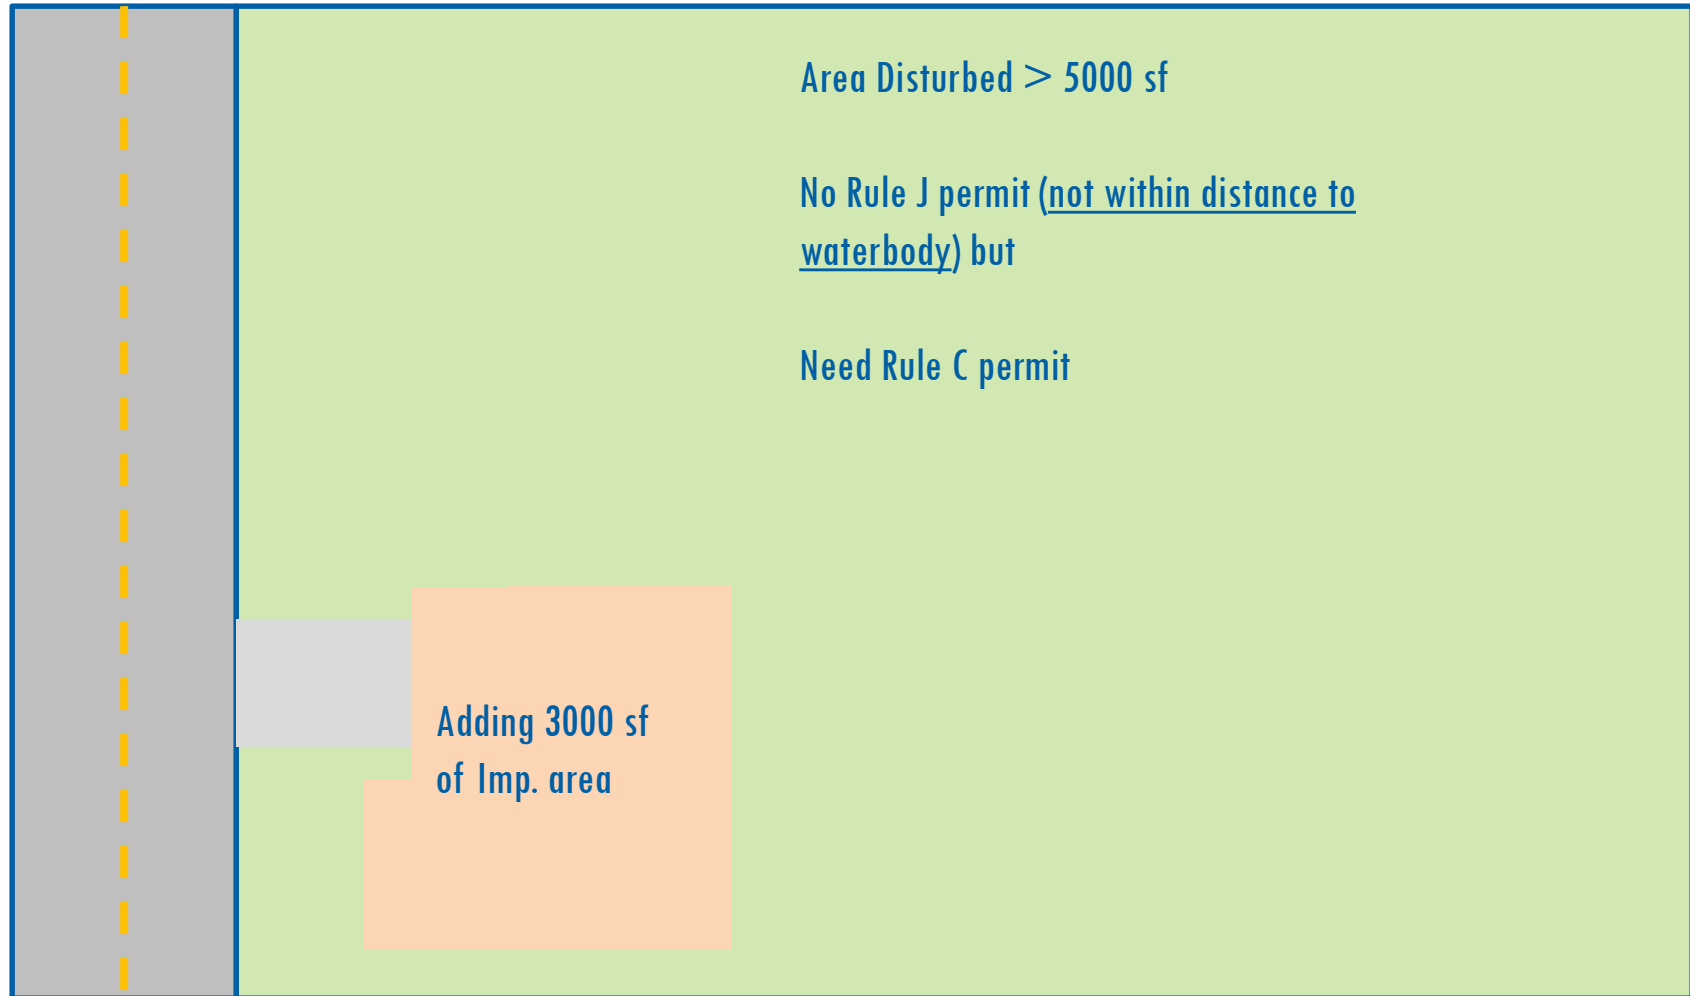 Area Disturbed > 5000 sf
No Rule J permit (not within distance to
waterbody) but
Need Rule C permit
Adding 3000 sf
of Imp. area